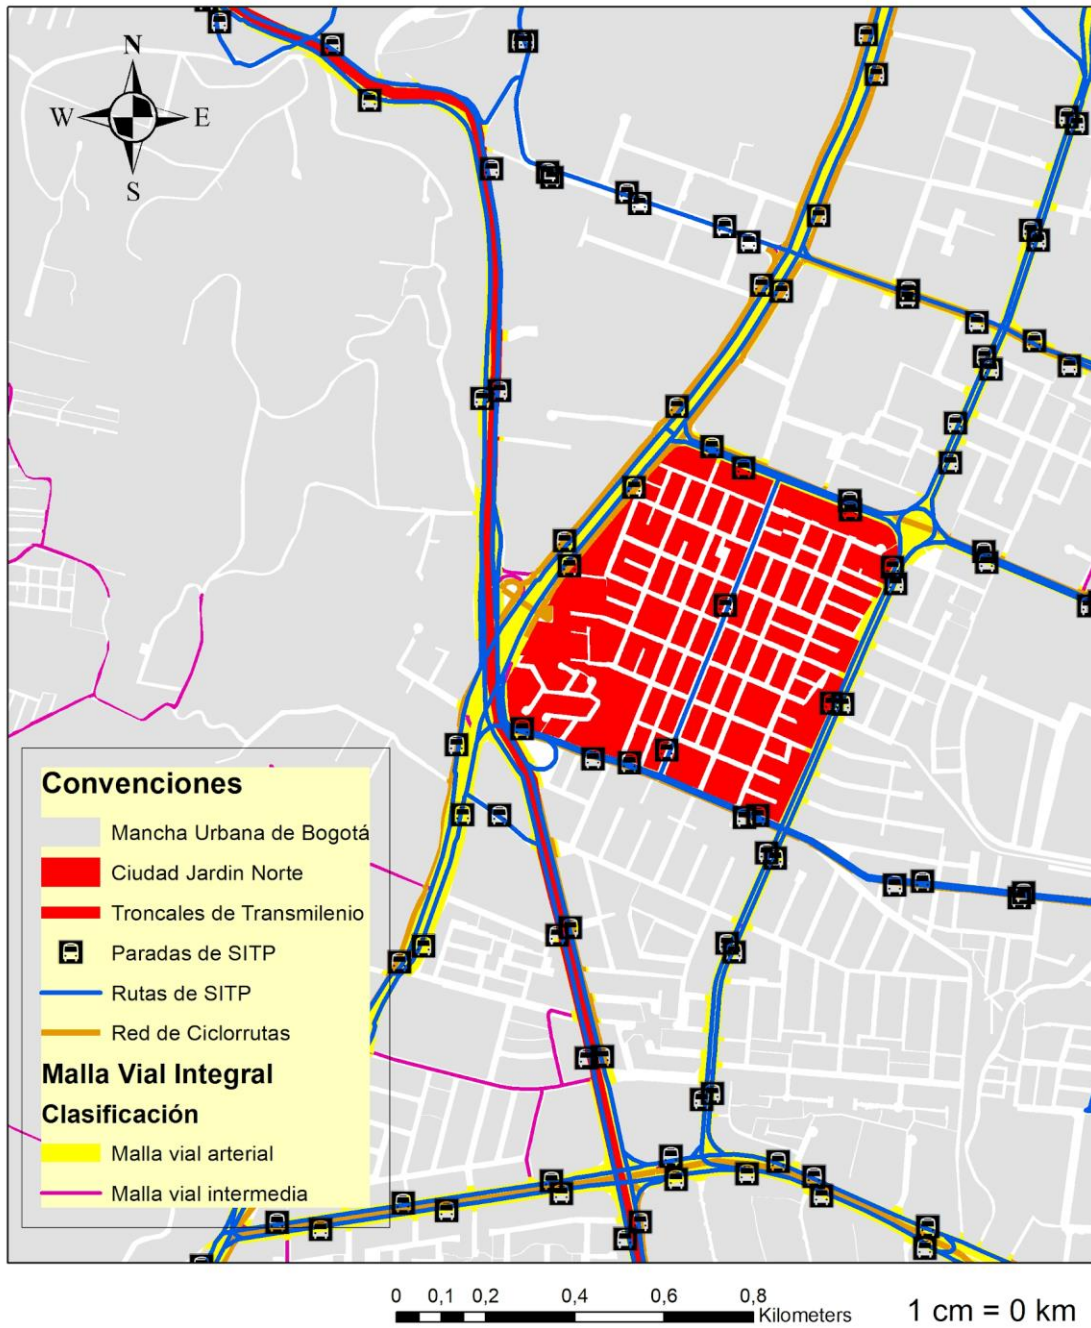 N
W E
S
Convenciones
Mancha Urbana de Bogotá
Ciudad Jardin Norte
Troncales de Transmilenio
Paradas de SITP
Rutas de SITP
Red de Ciclorrutas
Malla Vial Integral
Clasificación
Malla vial arterial
Malla vial intermedia
0 0,1 0,2 0,4 0,6 0,8
Kilometers
1 cm = 0 km